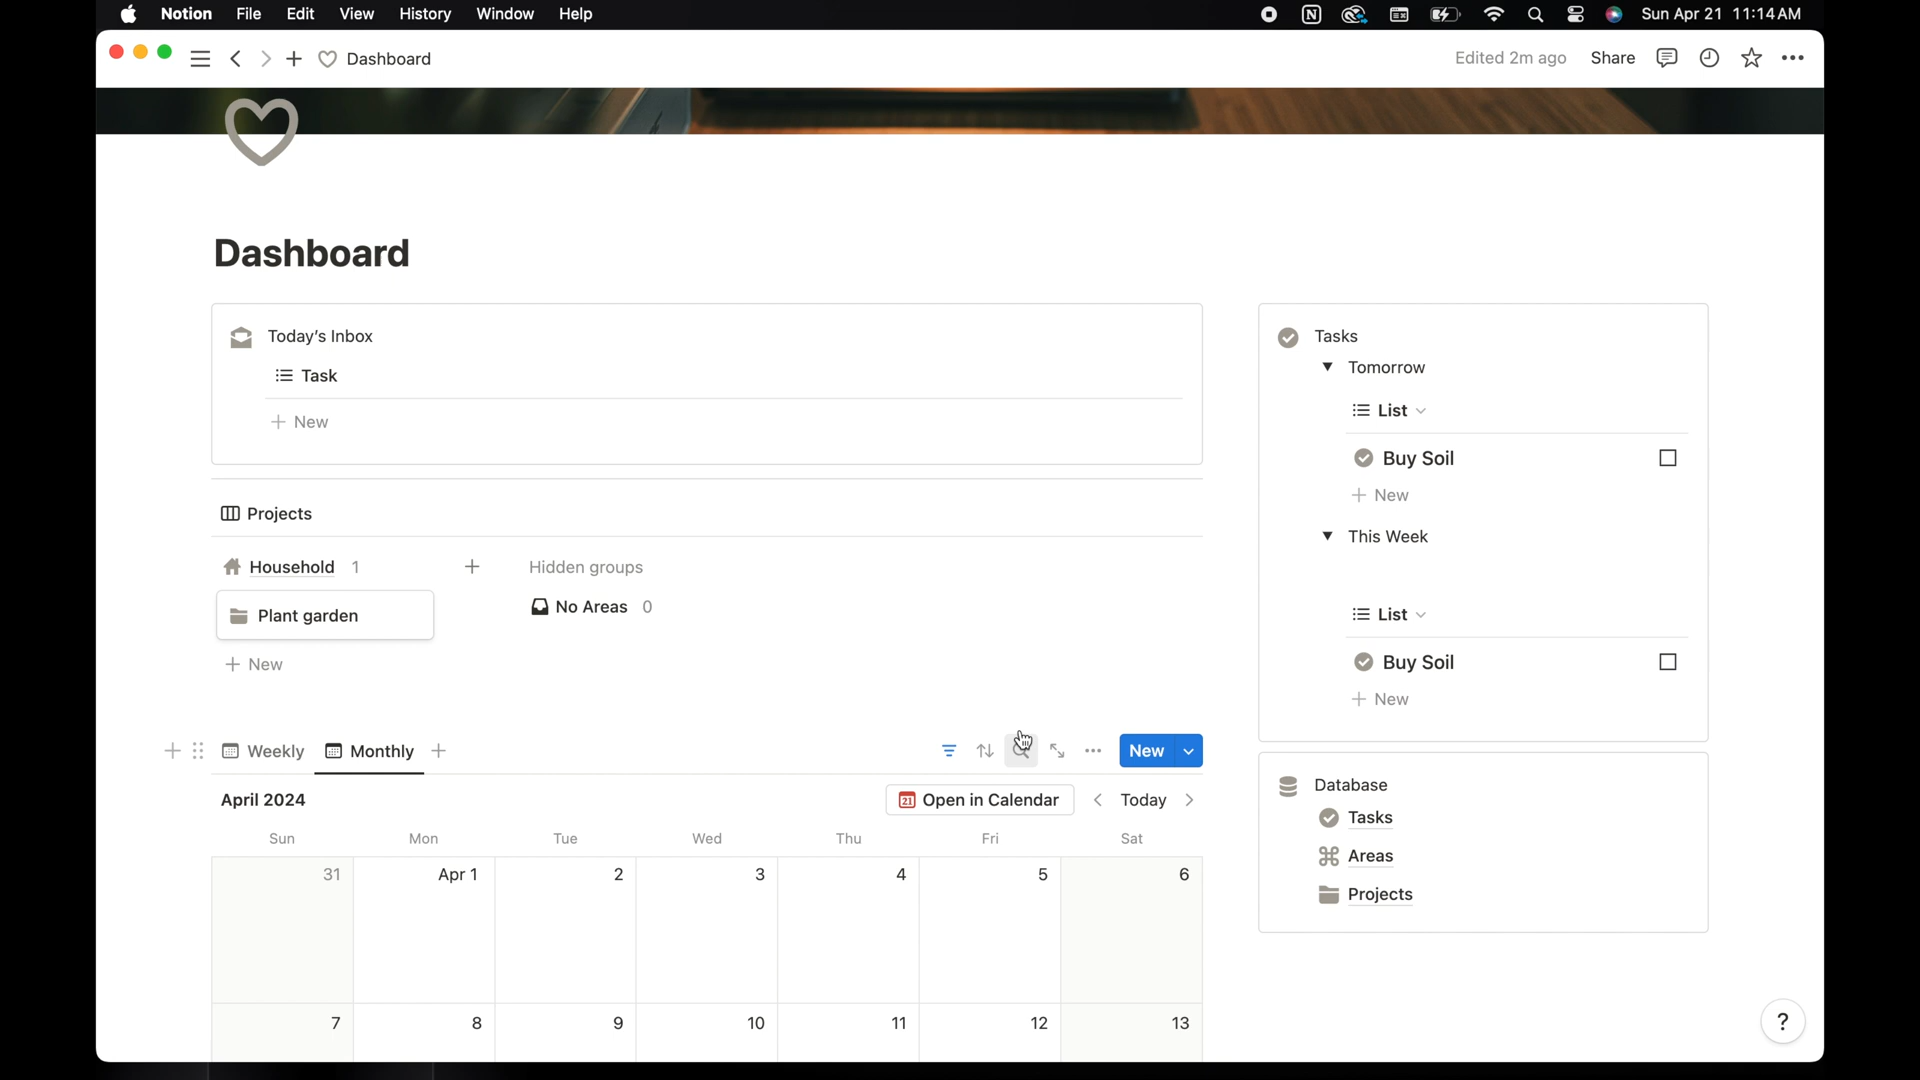 Notion File Edit View History Window Help Sun Apr 21 11:14 AM
Dashboard Edited 2m ago Share
Dashboard
Today's Inbox
Task
+ New
Projects
Household 1 + Hidden groups
Plant garden
No Areas 0
+ New
Weekly Monthly + New
April 2024 21 Open in Calendar < Today >
Sun Mon Tue Wed Thu Fri Sat
31 Apr 1 2 3 4 5 6
7 8 9 10 11 12 13
Tasks
Tomorrow
List
Buy Soil
+ New
This Week
List
Buy Soil
+ New
Database
Tasks
Areas
Projects
?